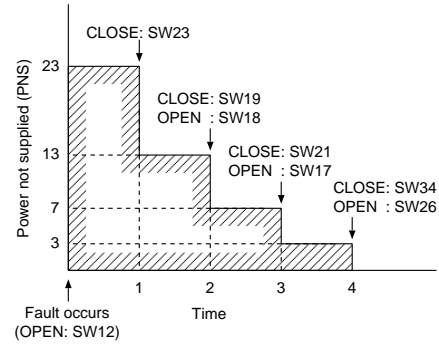 CLOSE: SW23
23
CLOSE: SW19
OPEN : SW18
13
CLOSE: SW21
OPEN : SW17
CLOSE: SW34
OPEN : SW26
7
3
Power not supplied (PNS)
1
2
3
4
Fault occurs
(OPEN: SW12)
Time